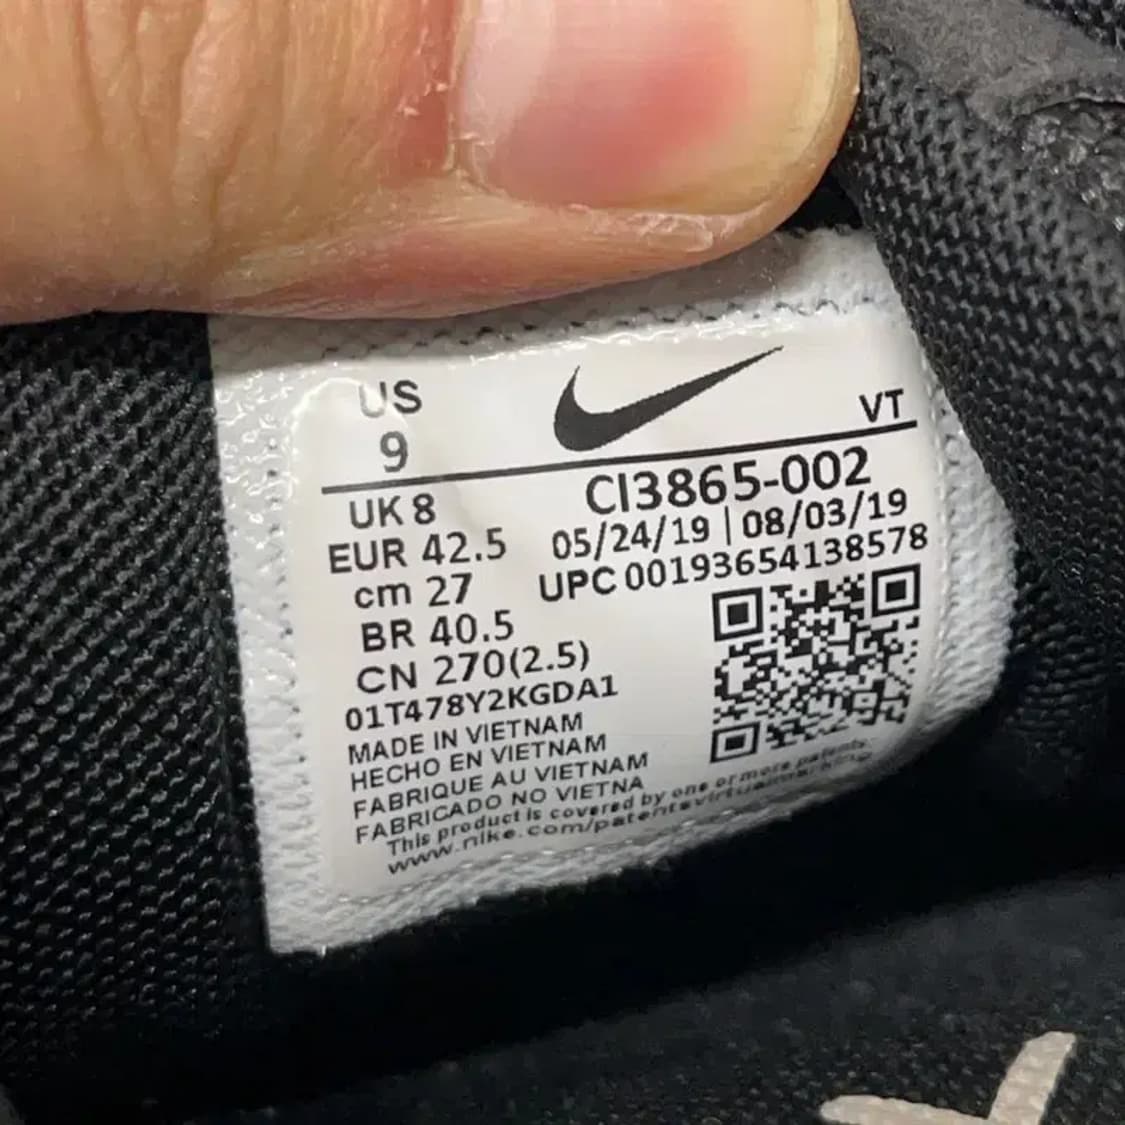 US
9
VT
UK 8
EUR 42.5
cm 27
BR 40.5
CN 270(2.5)
CI3865-002
05/24/19 | 08/03/19
UPC 00193654138578
01T478Y2KGDA1
MADE IN VIETNAM
HECHO EN VIETNAM
FABRIQUE AU VIETNAM
FABRICADO NO VIETNA
This product is covered by one or more patents.
www.nike.com/patentsvirtualmarking